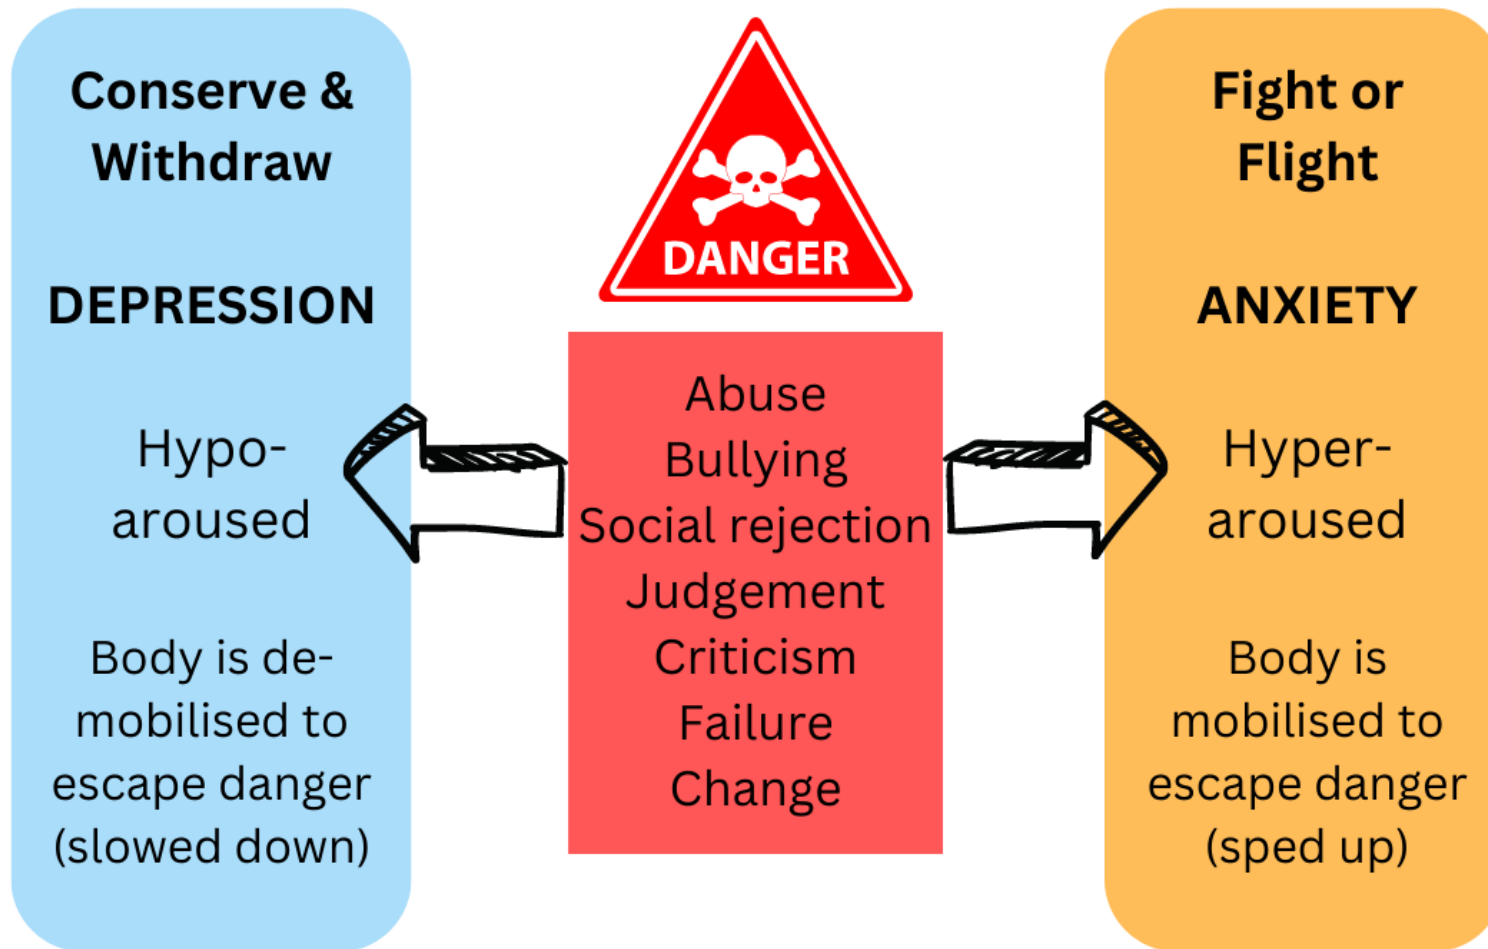 Conserve &
Withdraw
DEPRESSION
Hypo-
aroused
Body is de-
mobilised to
escape danger
(slowed down)
DANGER
Abuse
Bullying
Social rejection
Judgement
Criticism
Failure
Change
Fight or
Flight
ANXIETY
Hyper-
aroused
Body is
mobilised to
escape danger
(sped up)